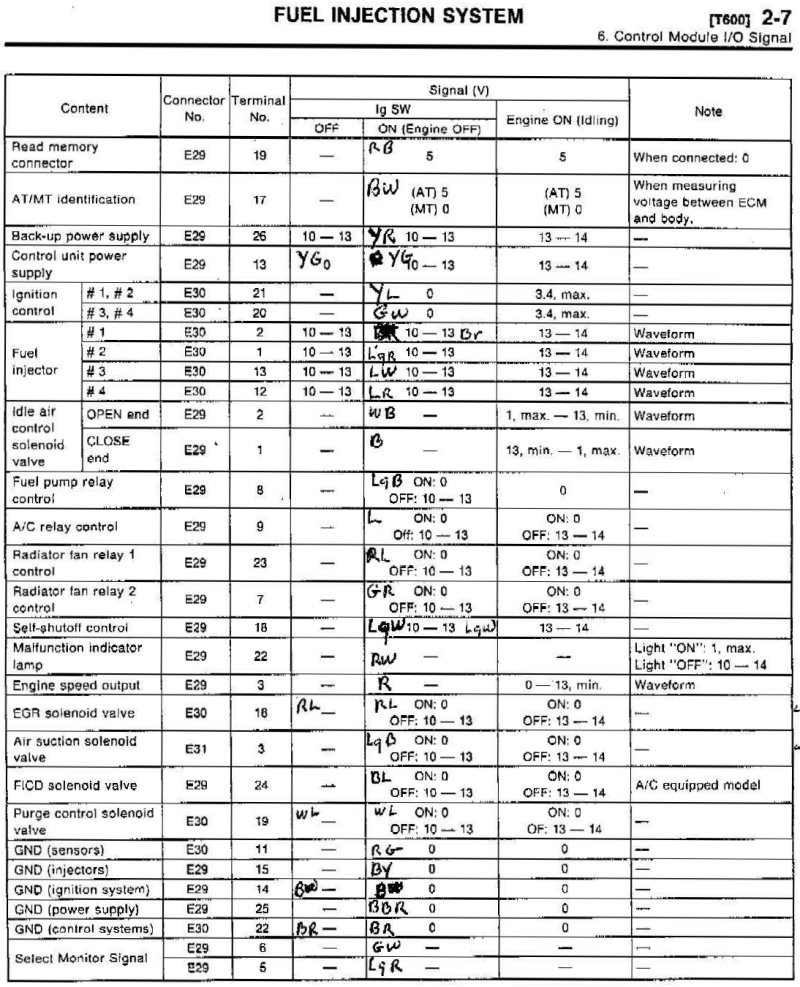 FUEL INJECTION SYSTEM [T600] 2-7
6. Control Module I/O Signal
Content Connector No. Terminal No. Signal (V) Note
Ig SW Engine ON (Idling)
OFF ON (Engine OFF)
Read memory connector E29 19 — RB 5 5 When connected: 0
AT/MT identification E29 17 — BW (AT) 5 (AT) 5 When measuring
(MT) 0 (MT) 0 voltage between ECM
and body.
Back-up power supply E29 26 10 — 13 YR 10 — 13 13 — 14 —
Control unit power supply E29 13 YG 0 YG 0 — 13 13 — 14 —
Ignition control # 1, # 2 E30 21 — YL 0 3.4, max. —
# 3, # 4 E30 20 — GW 0 3.4, max. —
Fuel injector # 1 E30 2 10 — 13 10 — 13 Br 13 — 14 Waveform
# 2 E30 1 10 — 13 LgR 10 — 13 13 — 14 Waveform
# 3 E30 13 10 — 13 LW 10 — 13 13 — 14 Waveform
# 4 E30 12 10 — 13 LR 10 — 13 13 — 14 Waveform
Idle air control solenoid valve OPEN end E29 2 — WB — 1, max. — 13, min. Waveform
CLOSE end E29 1 — B — 13, min. — 1, max. Waveform
Fuel pump relay control E29 8 — LgB ON: 0 0 —
OFF: 10 — 13
A/C relay control E29 9 — L ON: 0 ON: 0 —
Off: 10 — 13 OFF: 13 — 14
Radiator fan relay 1 control E29 23 — RL ON: 0 ON: 0 —
OFF: 10 — 13 OFF: 13 — 14
Radiator fan relay 2 control E29 7 — GR ON: 0 ON: 0 —
OFF: 10 — 13 OFF: 13 — 14
Self-shutoff control E29 18 — LgW 10 — 13 LgW 13 — 14 —
Malfunction indicator lamp E29 22 — RW — — Light "ON": 1, max.
Light "OFF": 10 — 14
Engine speed output E29 3 — R — 0 — 13, min. Waveform
EGR solenoid valve E30 18 RL — RL ON: 0 ON: 0 —
OFF: 10 — 13 OFF: 13 — 14
Air suction solenoid valve E31 3 — LgB ON: 0 ON: 0 —
OFF: 10 — 13 OFF: 13 — 14
FICD solenoid valve E29 24 — BL ON: 0 ON: 0 A/C equipped model
OFF: 10 — 13 OFF: 13 — 14
Purge control solenoid valve E30 19 WL — WL ON: 0 ON: 0 —
OFF: 10 — 13 OF: 13 — 14
GND (sensors) E30 11 — RG 0 0 —
GND (injectors) E29 15 — BY 0 0 —
GND (ignition system) E29 14 — B 0 0 —
GND (power supply) E29 25 — BBR 0 0 —
GND (control systems) E30 22 BR — BR 0 0 —
Select Monitor Signal E29 6 — GW — — —
E29 5 — LgR — — —